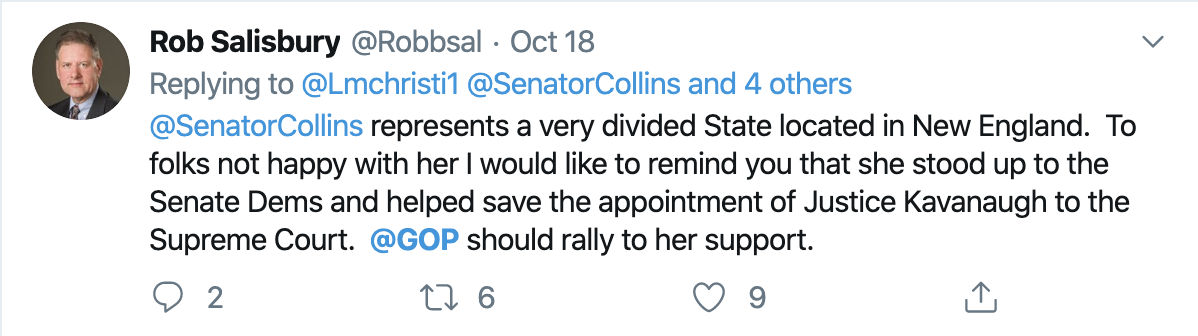 Rob Salisbury @Robbsal · Oct 18
Replying to @Lmchristi1 @SenatorCollins and 4 others
@SenatorCollins represents a very divided State located in New England.  To
folks not happy with her I would like to remind you that she stood up to the
Senate Dems and helped save the appointment of Justice Kavanaugh to the
Supreme Court.  @GOP should rally to her support.
2 6 9